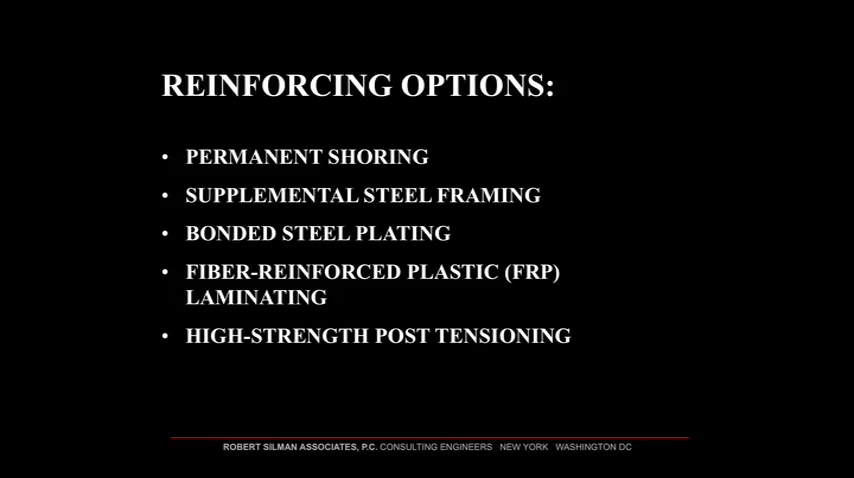 REINFORCING OPTIONS:
• PERMANENT SHORING
• SUPPLEMENTAL STEEL FRAMING
• BONDED STEEL PLATING
• FIBER-REINFORCED PLASTIC (FRP)
LAMINATING
• HIGH-STRENGTH POST TENSIONING
ROBERT SILMAN ASSOCIATES, P.C. CONSULTING ENGINEERS NEW YORK WASHINGTON DC